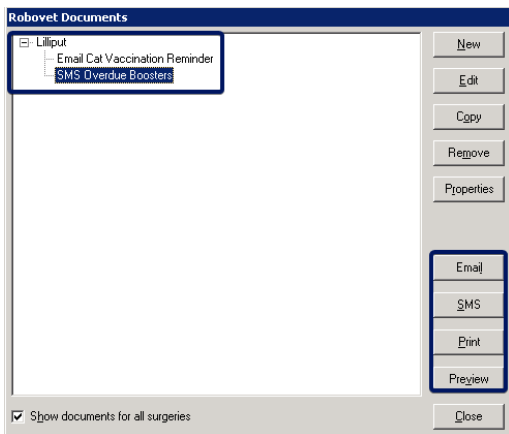 Robovet Documents
Lilliput
Email Cat Vaccination Reminder
SMS Overdue Boosters
New
Edit
Copy
Remove
Properties
Email
SMS
Print
Preview
Show documents for all surgeries
Close